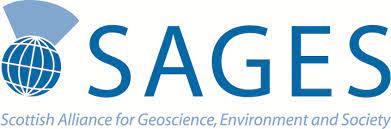 SAGES
Scottish Alliance for Geoscience, Environment and Society